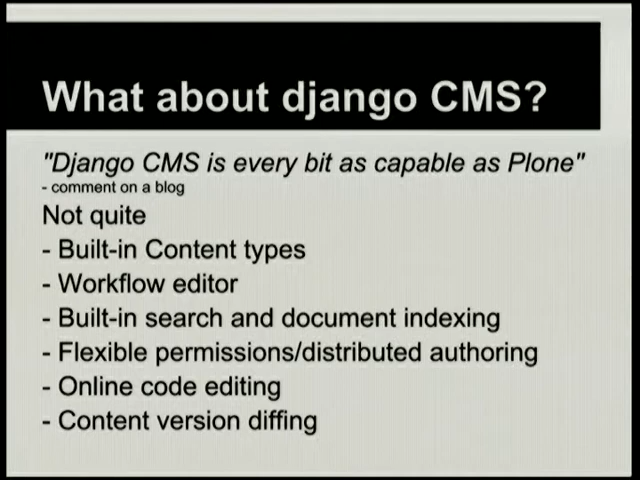 What about django CMS?
"Django CMS is every bit as capable as Plone"
- comment on a blog
Not quite
- Built-in Content types
- Workflow editor
- Built-in search and document indexing
- Flexible permissions/distributed authoring
- Online code editing
- Content version diffing